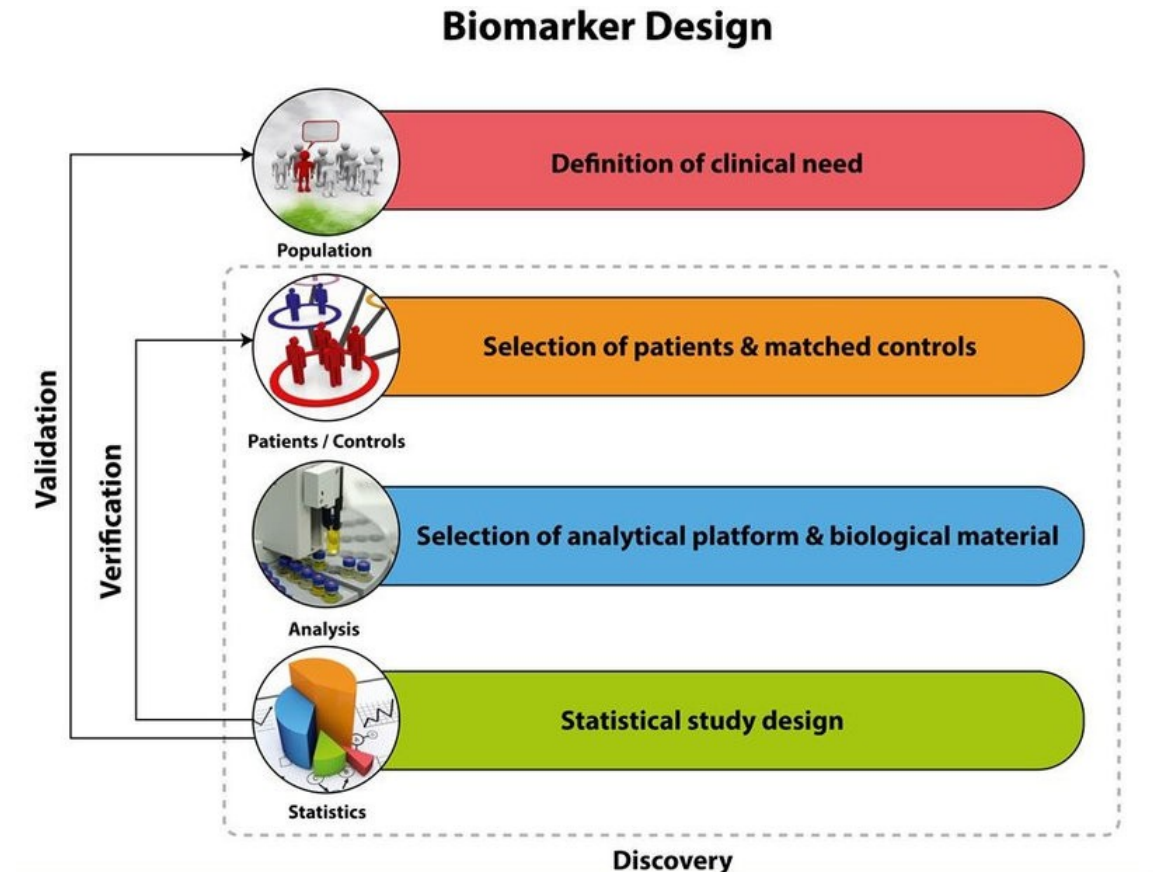 Biomarker Design
Definition of clinical need
Population
Selection of patients & matched controls
Patients / Controls
Selection of analytical platform & biological material
Analysis
Statistical study design
Statistics
Discovery
Validation
Verification